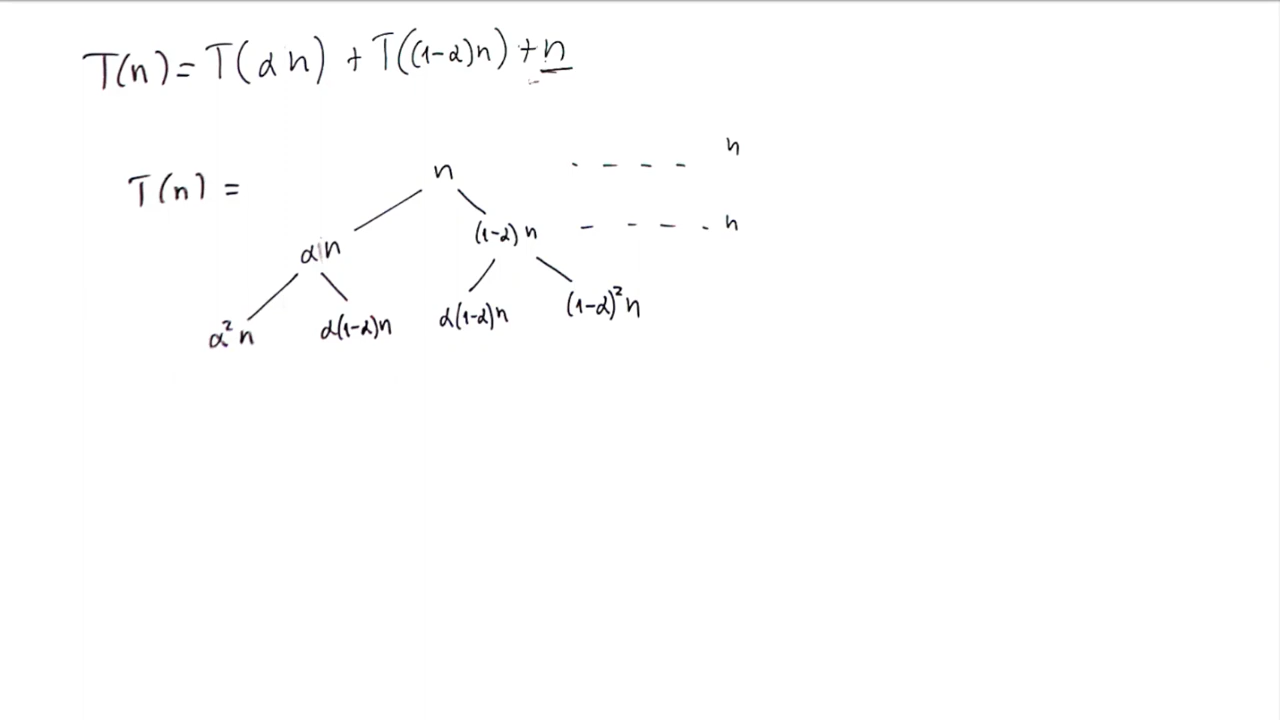 T(n) = T(αn) + T((1-α)n) + n
n
T(n) = n - - - -
αn (1-α)n - - - - n
α²n α(1-α)n α(1-α)n (1-α)²n